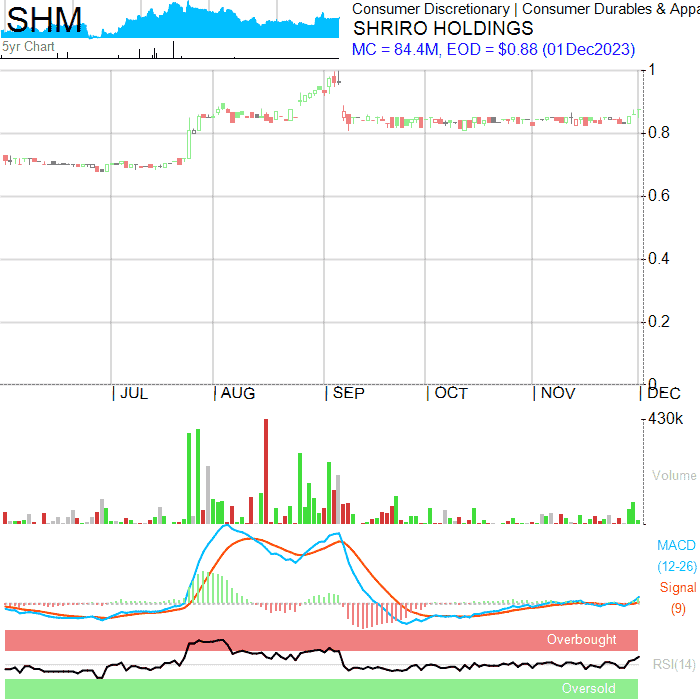 SHM
5yr Chart
Consumer Discretionary | Consumer Durables & Appa
SHRIRO HOLDINGS
MC = 84.4M, EOD = $0.88 (01Dec2023)
1
0.8
0.6
0.4
0.2
0
| JUL | AUG | SEP | OCT | NOV | DEC
430k
Volume
MACD
(12-26)
Signal
(9)
Overbought
RSI(14)
Oversold